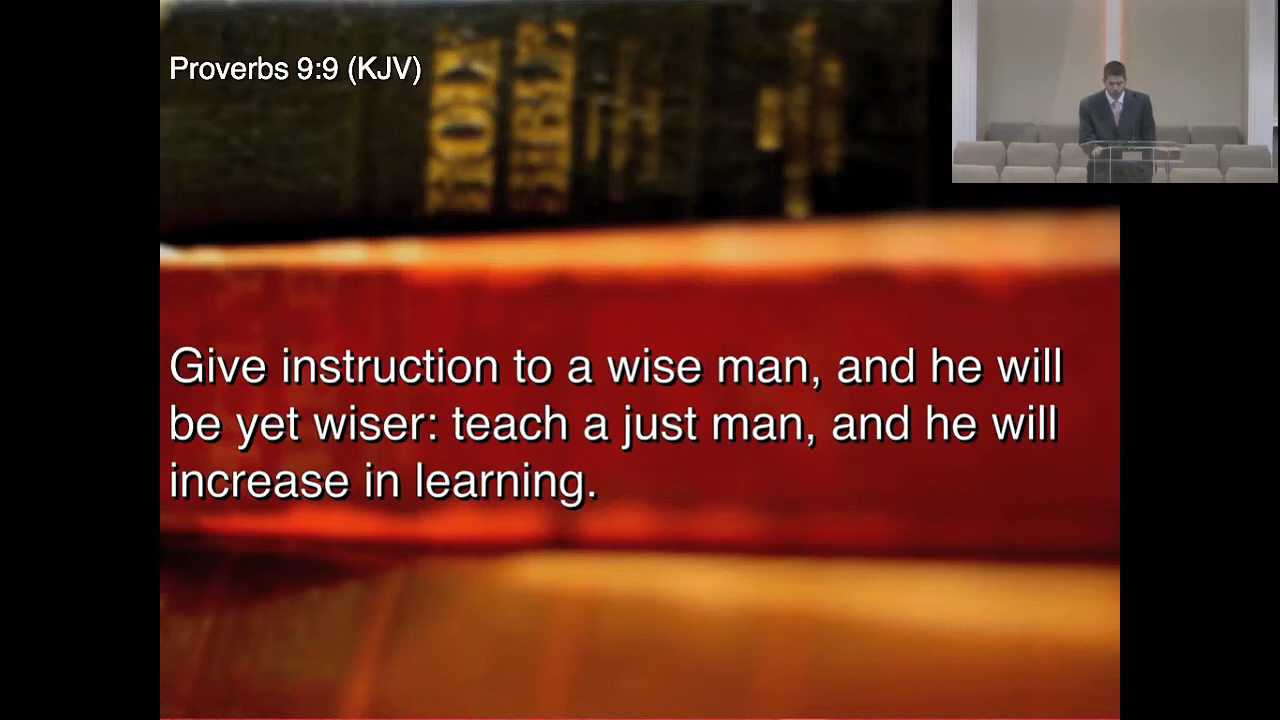 Proverbs 9:9 (KJV)
Give instruction to a wise man, and he will
be yet wiser: teach a just man, and he will
increase in learning.